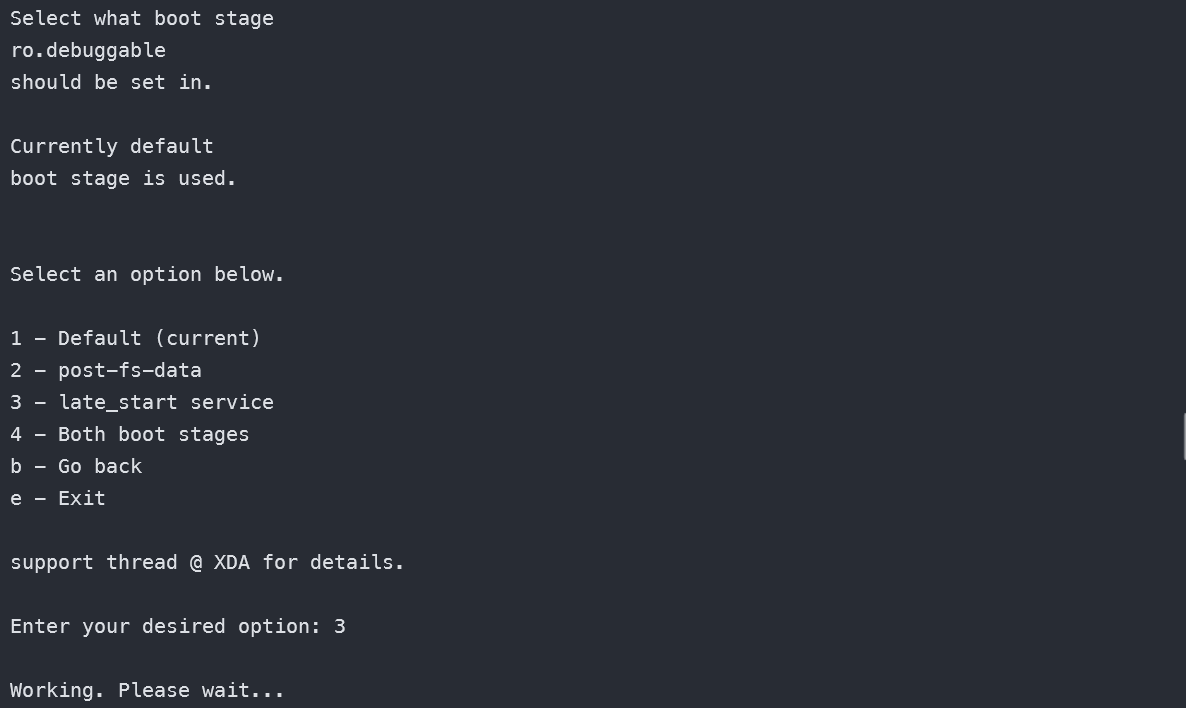 Select what boot stage
ro.debuggable
should be set in.
Currently default
boot stage is used.
Select an option below.
1 - Default (current)
2 - post-fs-data
3 - late_start service
4 - Both boot stages
b - Go back
e - Exit
support thread @ XDA for details.
Enter your desired option: 3
Working. Please wait...